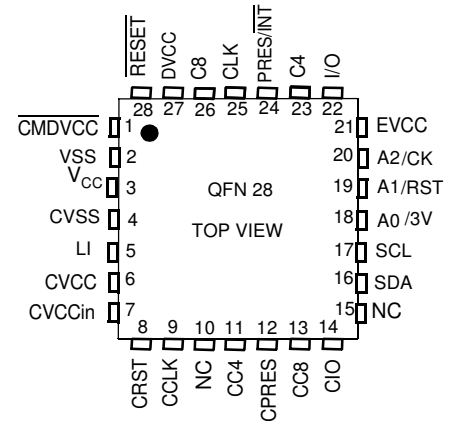 RESET
DVCC
C8
CLK
PRES/INT
C4
I/O
28
27
26
25
24
23
22
CMDVCC
1
VSS
2
VCC
3
CVSS
4
LI
5
CVCC
6
CVCCin
7
QFN 28
TOP VIEW
21
EVCC
20
A2/CK
19
A1/RST
18
A0 /3V
17
SCL
16
SDA
15
NC
8
9
10
11
12
13
14
CRST
CCLK
NC
CC4
CPRES
CC8
CIO